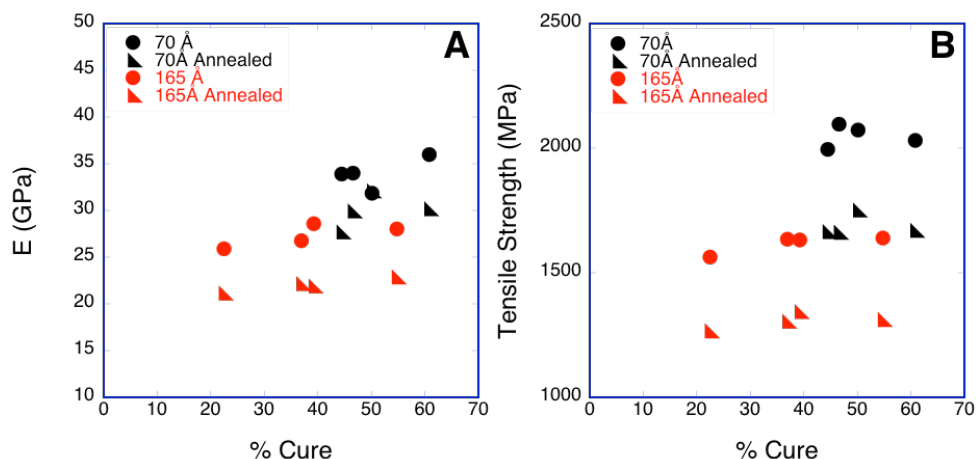 A
70 Å
70Å Annealed
165 Å
165Å Annealed
50
45
40
35
30
25
20
15
10
E (GPa)
0 10 20 30 40 50 60 70
% Cure
B
70Å
70Å Annealed
165Å
165Å Annealed
2500
2000
1500
1000
Tensile Strength (MPa)
0 10 20 30 40 50 60 70
% Cure